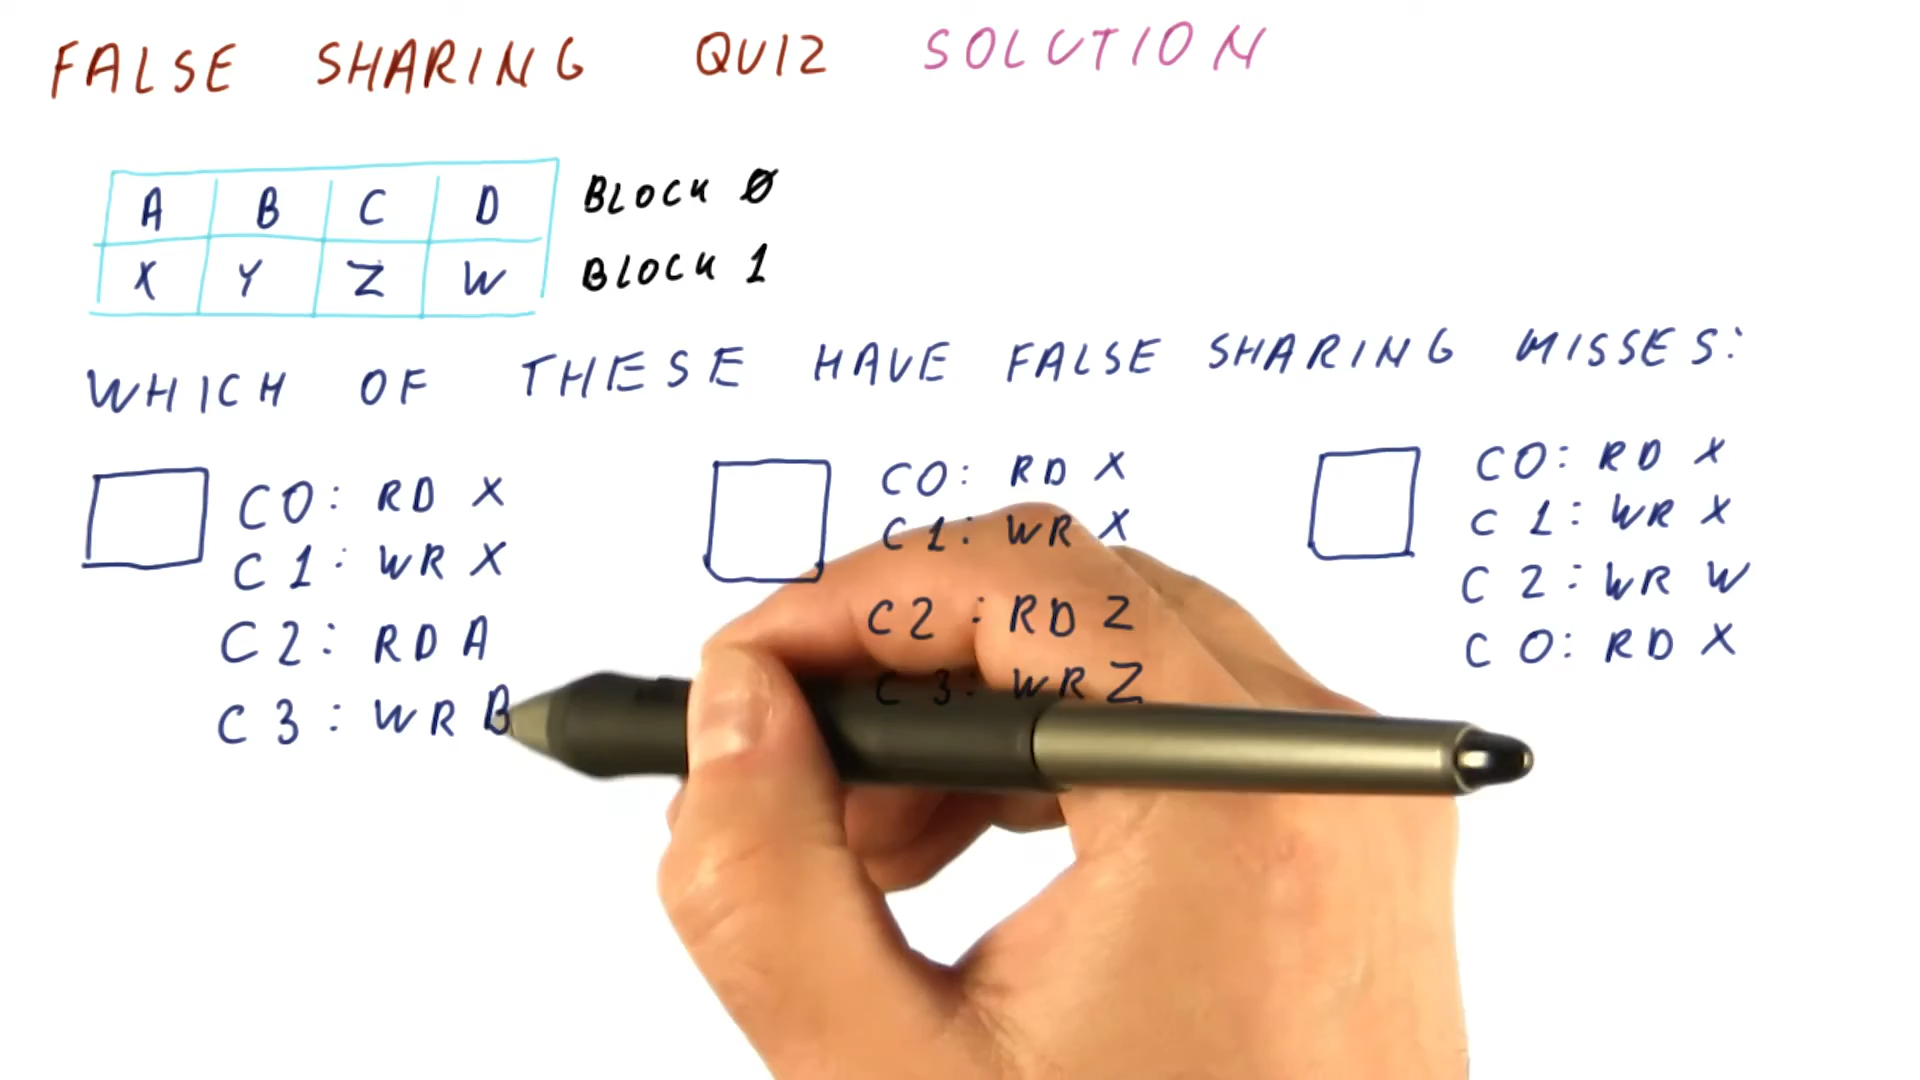 FALSE SHARING QUIZ SOLUTION
A B C D BLOCK 0
X Y Z W BLOCK 1
WHICH OF THESE HAVE FALSE SHARING MISSES:
C0: RD X
C1: WR X
C2: RD A
C3: WR B
C0: RD X
C1: WR X
C2: RD Z
C3: WR Z
C0: RD X
C1: WR X
C2: WR W
C0: RD X